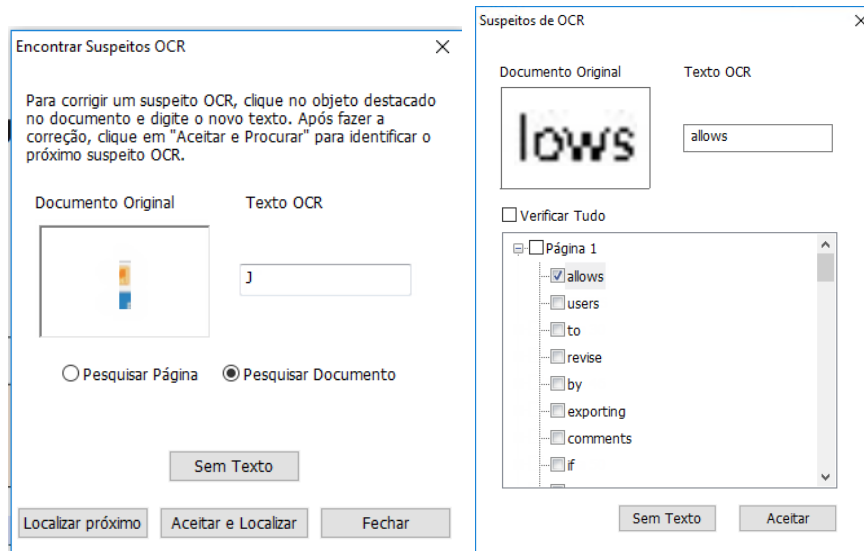 Encontrar Suspeitos OCR
Para corrigir um suspeito OCR, clique no objeto destacado
no documento e digite o novo texto. Após fazer a
correção, clique em "Aceitar e Procurar" para identificar o
próximo suspeito OCR.
Documento Original Texto OCR
J
Pesquisar Página Pesquisar Documento
Sem Texto
Localizar próximo Aceitar e Localizar Fechar
Suspeitos de OCR
Documento Original Texto OCR
lows allows
Verificar Tudo
Página 1
allows
users
to
revise
by
exporting
comments
if
Sem Texto Aceitar